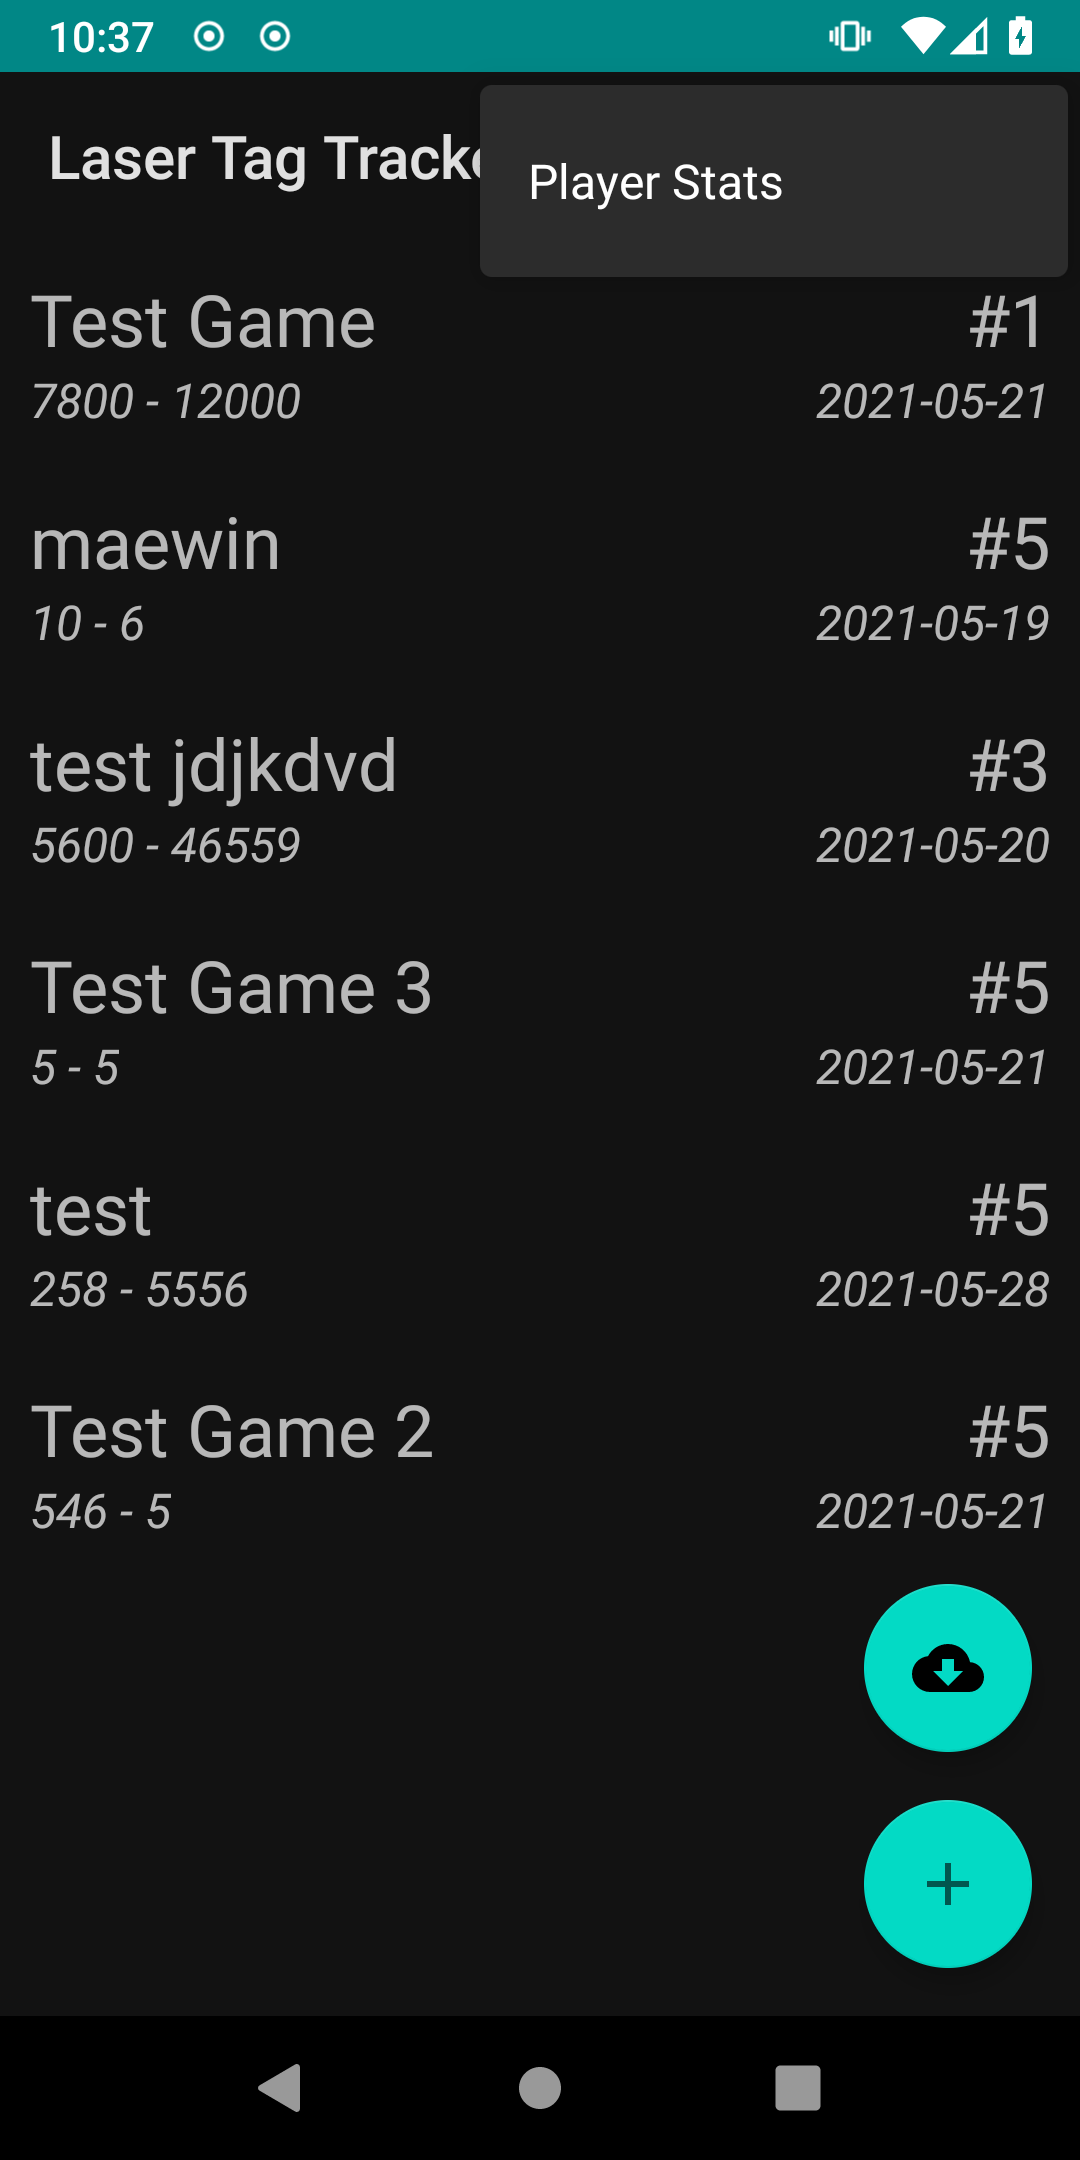 10:37
Laser Tag Tracke
Player Stats
Test Game #1
7800 - 12000 2021-05-21
maewin #5
10 - 6 2021-05-19
test jdjkdvd #3
5600 - 46559 2021-05-20
Test Game 3 #5
5 - 5 2021-05-21
test #5
258 - 5556 2021-05-28
Test Game 2 #5
546 - 5 2021-05-21